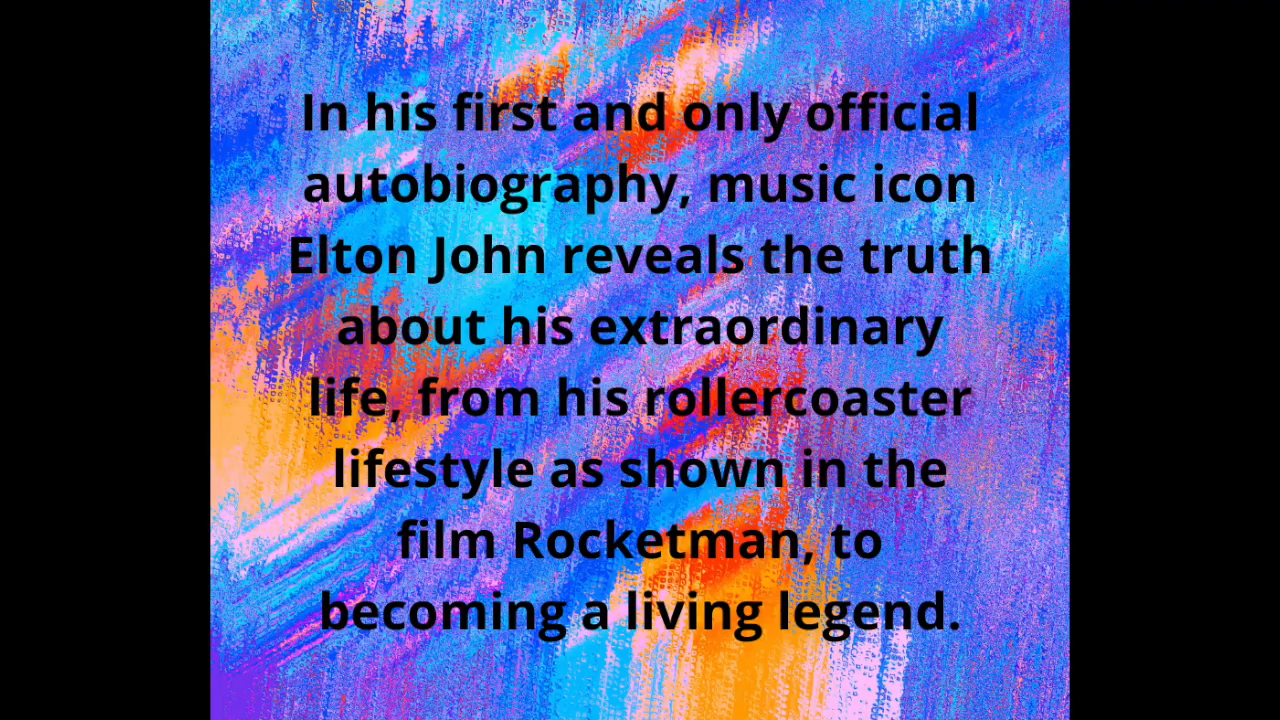 In his first and only official
autobiography, music icon
Elton John reveals the truth
about his extraordinary
life, from his rollercoaster
lifestyle as shown in the
film Rocketman, to
becoming a living legend.